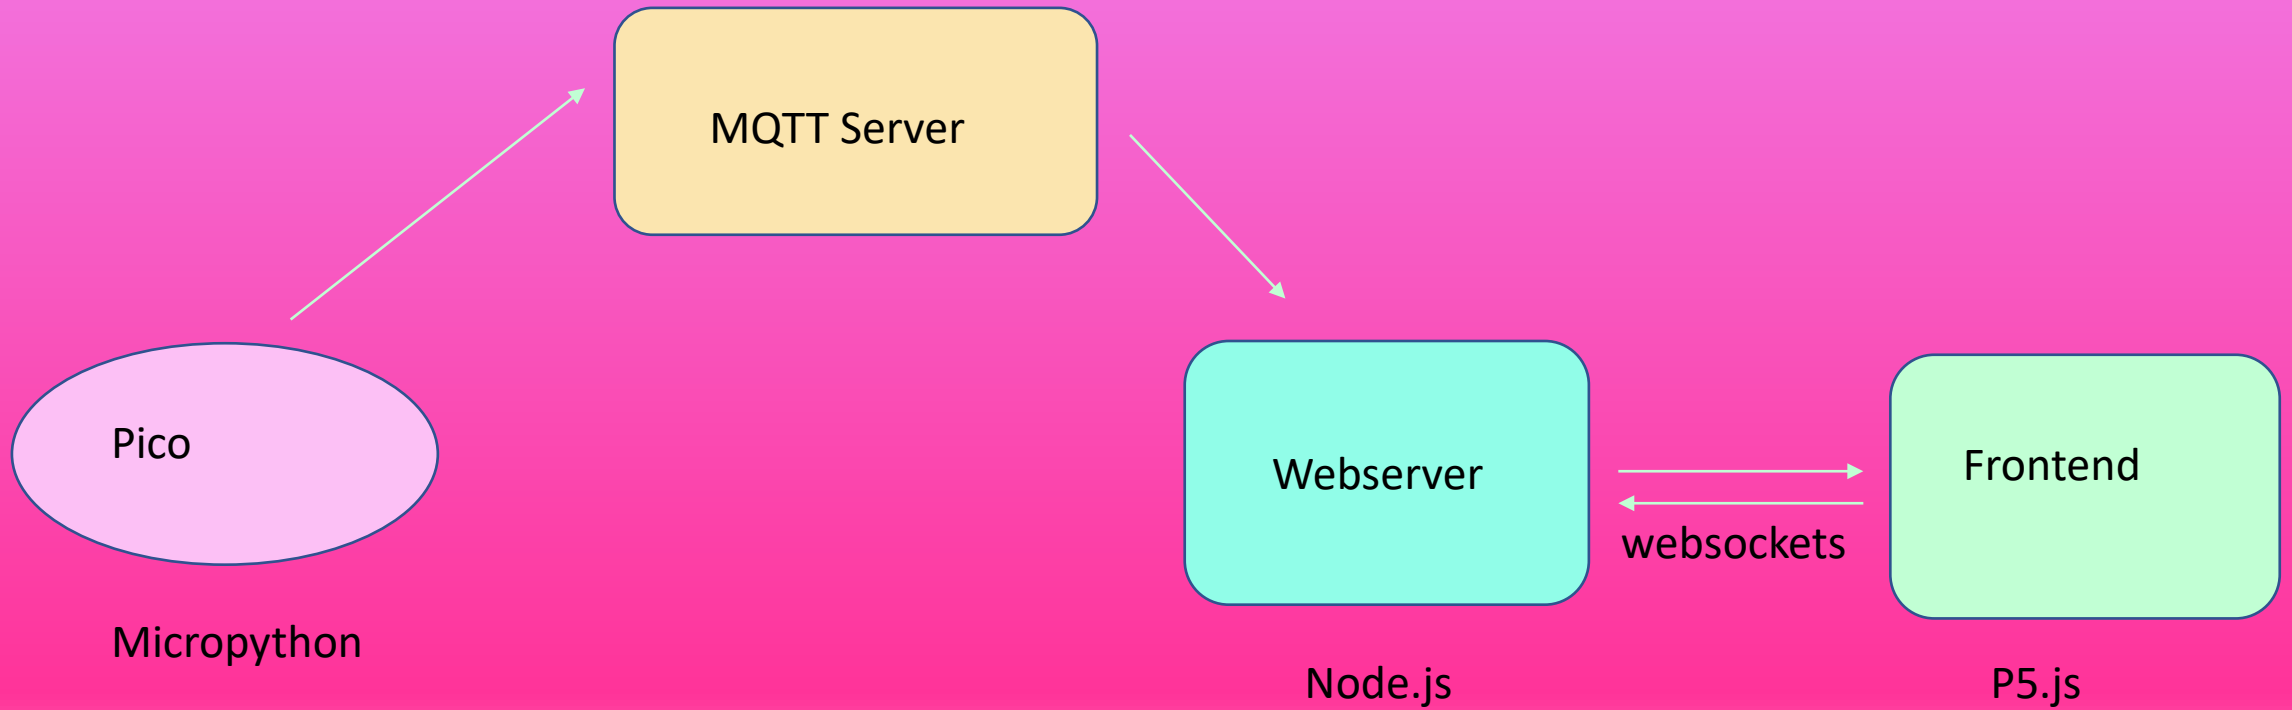 MQTT Server
Pico
Webserver
Frontend
websockets
Micropython
Node.js
P5.js